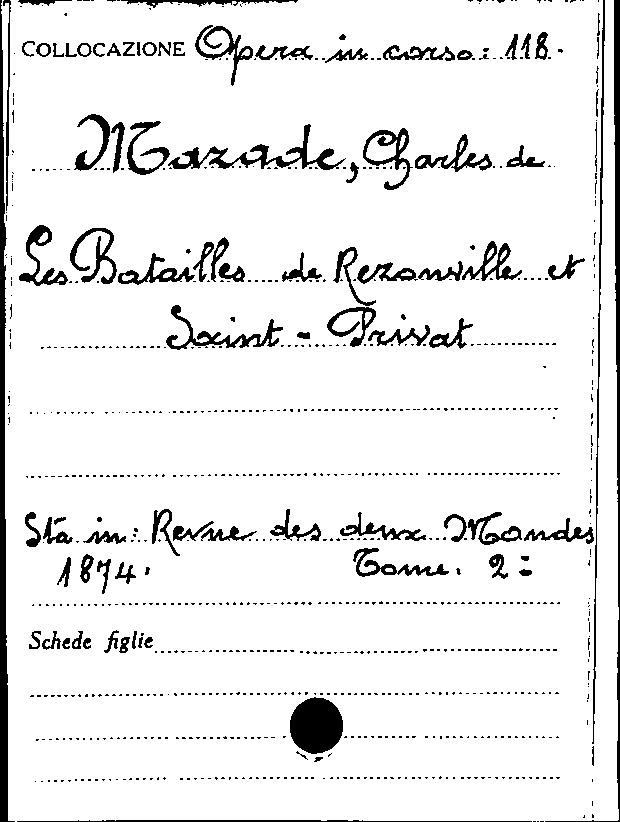 COLLOCAZIONE Opera in corso: 118.
Mazade, Charles de
Les Batailles de Rezonville et
Saint-Privat
Sta in: Revue des deux Mondes
1874. Tome. 2:
Schede figlie